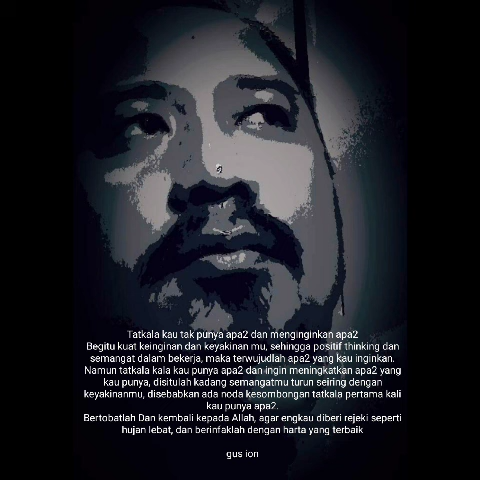 Tatkala kau tak punya apa2 dan menginginkan apa2
Begitu kuat keinginan dan keyakinan mu, sehingga positif thinking dan
semangat dalam bekerja, maka terwujudlah apa2 yang kau inginkan.
Namun tatkala kala kau punya apa2 dan ingin meningkatkan apa2 yang
kau punya, disitulah kadang semangatmu turun seiring dengan
keyakinanmu, disebabkan ada noda kesombongan tatkala pertama kali
kau punya apa2.
Bertobatlah Dan kembali kepada Allah, agar engkau diberi rejeki seperti
hujan lebat, dan berinfaklah dengan harta yang terbaik
gus ion